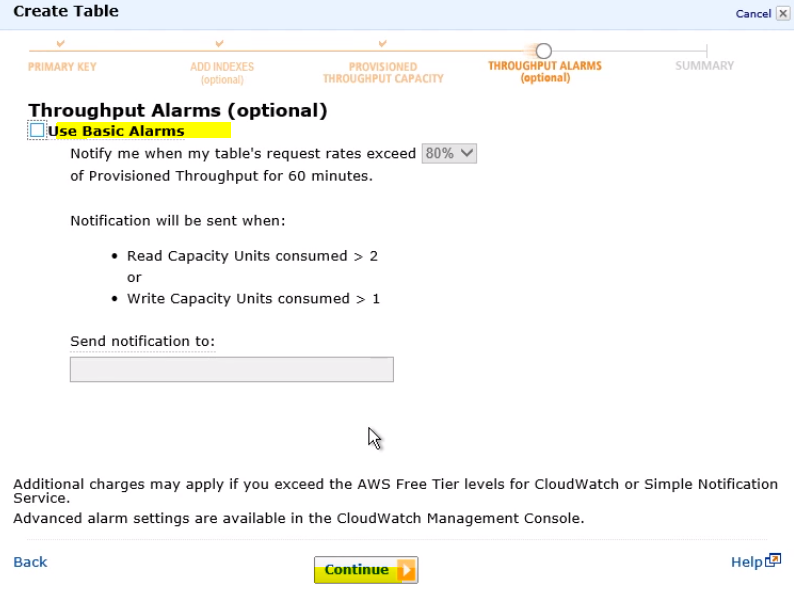 Create Table
Cancel
PRIMARY KEY
ADD INDEXES
(optional)
PROVISIONED
THROUGHPUT CAPACITY
THROUGHPUT ALARMS
(optional)
SUMMARY
Throughput Alarms (optional)
Use Basic Alarms
Notify me when my table's request rates exceed 80%
of Provisioned Throughput for 60 minutes.
Notification will be sent when:
• Read Capacity Units consumed > 2
or
• Write Capacity Units consumed > 1
Send notification to:
Additional charges may apply if you exceed the AWS Free Tier levels for CloudWatch or Simple Notification
Service.
Advanced alarm settings are available in the CloudWatch Management Console.
Back
Continue
Help